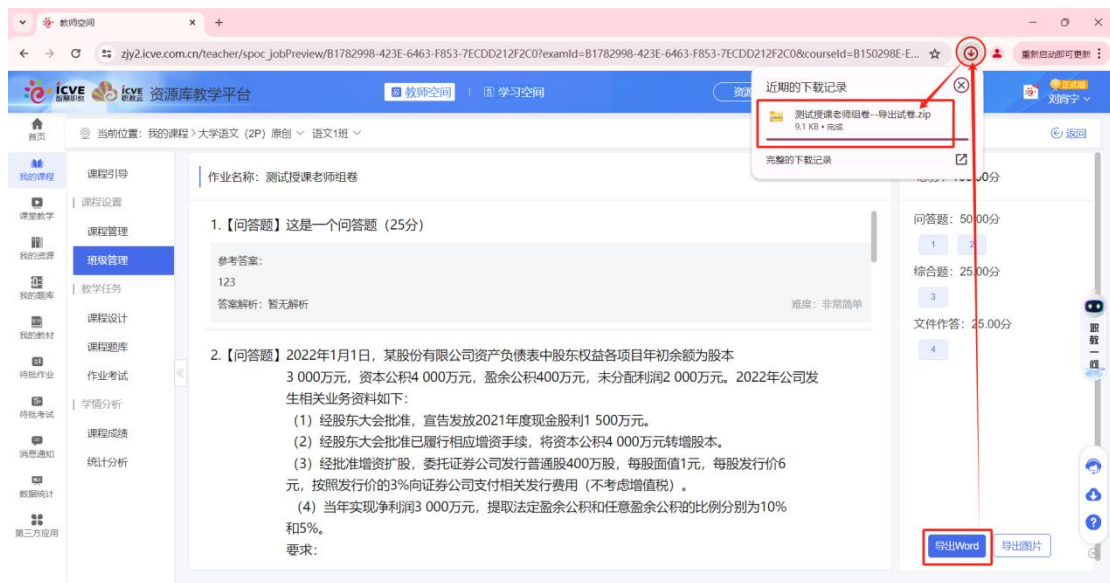 教师空间
zjy2.icve.com.cn/teacher/spoc_jobPreview/B1782998-423E-6463-F853-7ECDD212F2C0?examId=B1782998-423E-6463-F853-7ECDD212F2C08&courseId=B150298E-E...
重新启动即可更新
icve 智慧职教 icve 职教云 资源库教学平台
教师空间
学习空间
资源
正式版
刘肖宁
近期的下载记录
测试授课老师组卷--导出试卷.zip
9.1 KB • 完成
完整的下载记录
首页
当前位置：我的课程 > 大学语文（2P）原创 语文1班
返回
我的课程
课堂教学
我的资源
我的题库
我的教材
待批作业
待批考试
消息通知
数据统计
第三方应用
课程引导
课程设置
课程管理
班级管理
教学任务
课程设计
课程题库
作业考试
学情分析
课程成绩
统计分析
作业名称：测试授课老师组卷
1.【问答题】这是一个问答题（25分）
参考答案：
123
答案解析：暂无解析
难度：非常简单
2.【问答题】2022年1月1日，某股份有限公司资产负债表中股东权益各项目年初余额为股本
3 000万元，资本公积4 000万元，盈余公积400万元，未分配利润2 000万元。2022年公司发
生相关业务资料如下：
（1）经股东大会批准，宣告发放2021年度现金股利1 500万元。
（2）经股东大会批准已履行相应增资手续，将资本公积4 000万元转增股本。
（3）经批准增资扩股，委托证券公司发行普通股400万股，每股面值1元，每股发行价6
元，按照发行价的3%向证券公司支付相关发行费用（不考虑增值税）。
（4）当年实现净利润3 000万元，提取法定盈余公积和任意盈余公积的比例分别为10%
和5%。
要求：
问答题：50.00分
1
2
综合题：25.00分
3
文件作答：25.00分
4
职
教
一
导出Word
导出图片